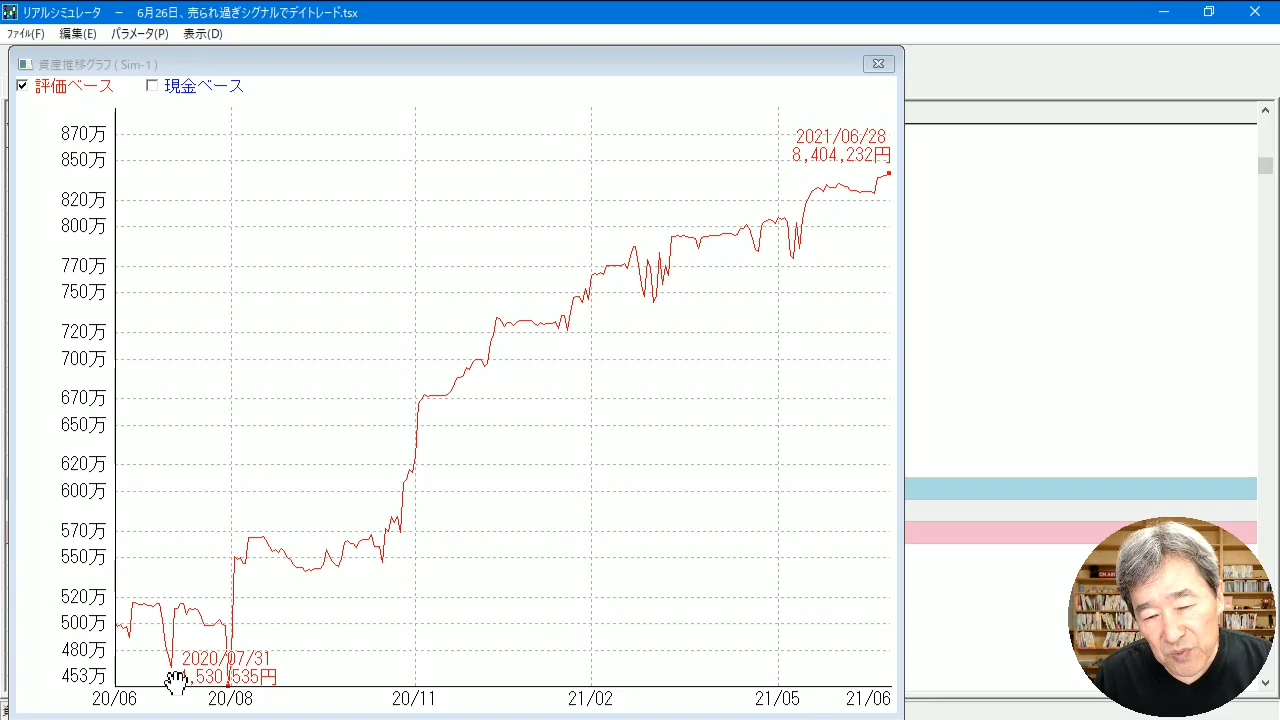 リアルシミュレータ － 6月26日、売られ過ぎシグナルでデイトレード.tsx
ファイル(F) 編集(E) パラメータ(P) 表示(D)
資産推移グラフ ( Sim-1 )
評価ベース 現金ベース
870万
850万
820万
800万
770万
750万
720万
700万
670万
650万
620万
600万
570万
550万
520万
500万
480万
453万
2021/06/28
8,404,232円
2020/07/31
,530,535円
20/06 20/08 20/11 21/02 21/05 21/06
ON AIR